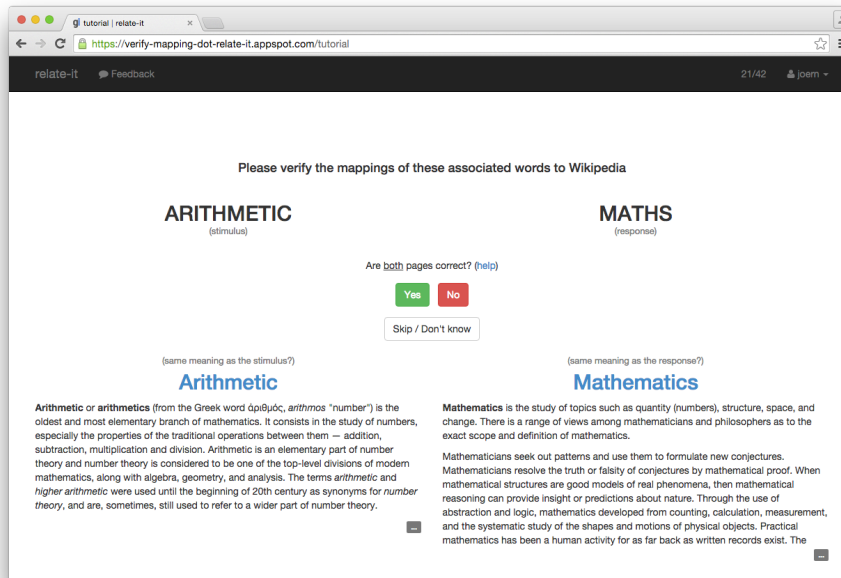 tutorial | relate-it
https://verify-mapping-dot-relate-it.appspot.com/tutorial
relate-it Feedback 21/42 joem
Please verify the mappings of these associated words to Wikipedia
ARITHMETIC MATHS
(stimulus) (response)
Are both pages correct? (help)
Yes No
Skip / Don't know
(same meaning as the stimulus?)
Arithmetic
Arithmetic or arithmetics (from the Greek word ἀριθμός, arithmos "number") is the
oldest and most elementary branch of mathematics. It consists in the study of numbers,
especially the properties of the traditional operations between them — addition,
subtraction, multiplication and division. Arithmetic is an elementary part of number
theory and number theory is considered to be one of the top-level divisions of modern
mathematics, along with algebra, geometry, and analysis. The terms arithmetic and
higher arithmetic were used until the beginning of 20th century as synonyms for number
theory, and are, sometimes, still used to refer to a wider part of number theory.
...
(same meaning as the response?)
Mathematics
Mathematics is the study of topics such as quantity (numbers), structure, space, and
change. There is a range of views among mathematicians and philosophers as to the
exact scope and definition of mathematics.
Mathematicians seek out patterns and use them to formulate new conjectures.
Mathematicians resolve the truth or falsity of conjectures by mathematical proof. When
mathematical structures are good models of real phenomena, then mathematical
reasoning can provide insight or predictions about nature. Through the use of
abstraction and logic, mathematics developed from counting, calculation, measurement,
and the systematic study of the shapes and motions of physical objects. Practical
mathematics has been a human activity for as far back as written records exist. The
...